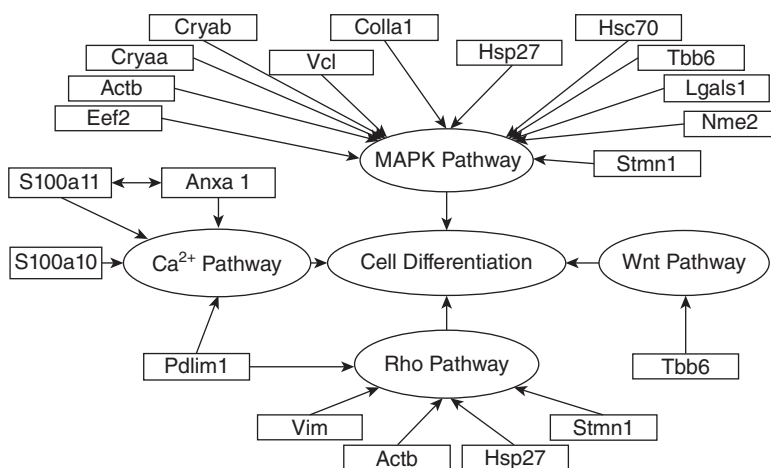 Cryab
Colla1
Hsc70
Cryaa
Vcl
Hsp27
Tbb6
Actb
Lgals1
Eef2
Nme2
MAPK Pathway
Stmn1
S100a11
Anxa 1
S100a10
Ca²⁺ Pathway
Cell Differentiation
Wnt Pathway
Pdlim1
Rho Pathway
Tbb6
Vim
Stmn1
Actb
Hsp27